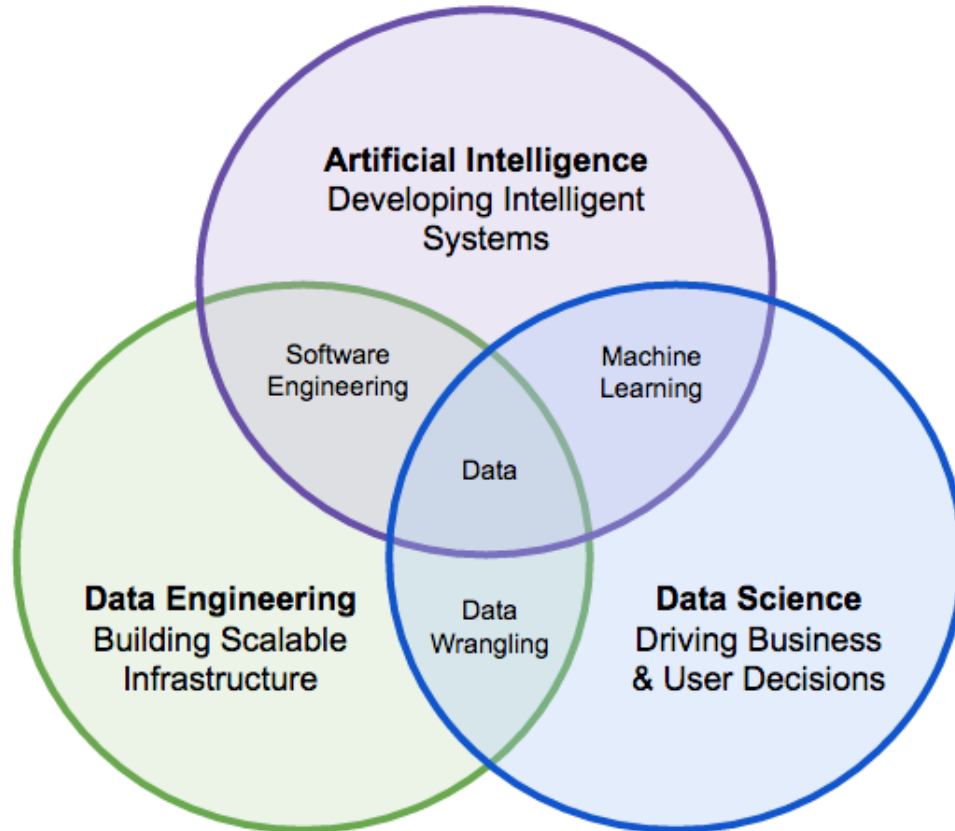 Artificial Intelligence
Developing Intelligent
Systems
Software
Engineering
Machine
Learning
Data
Data Engineering
Building Scalable
Infrastructure
Data
Wrangling
Data Science
Driving Business
& User Decisions